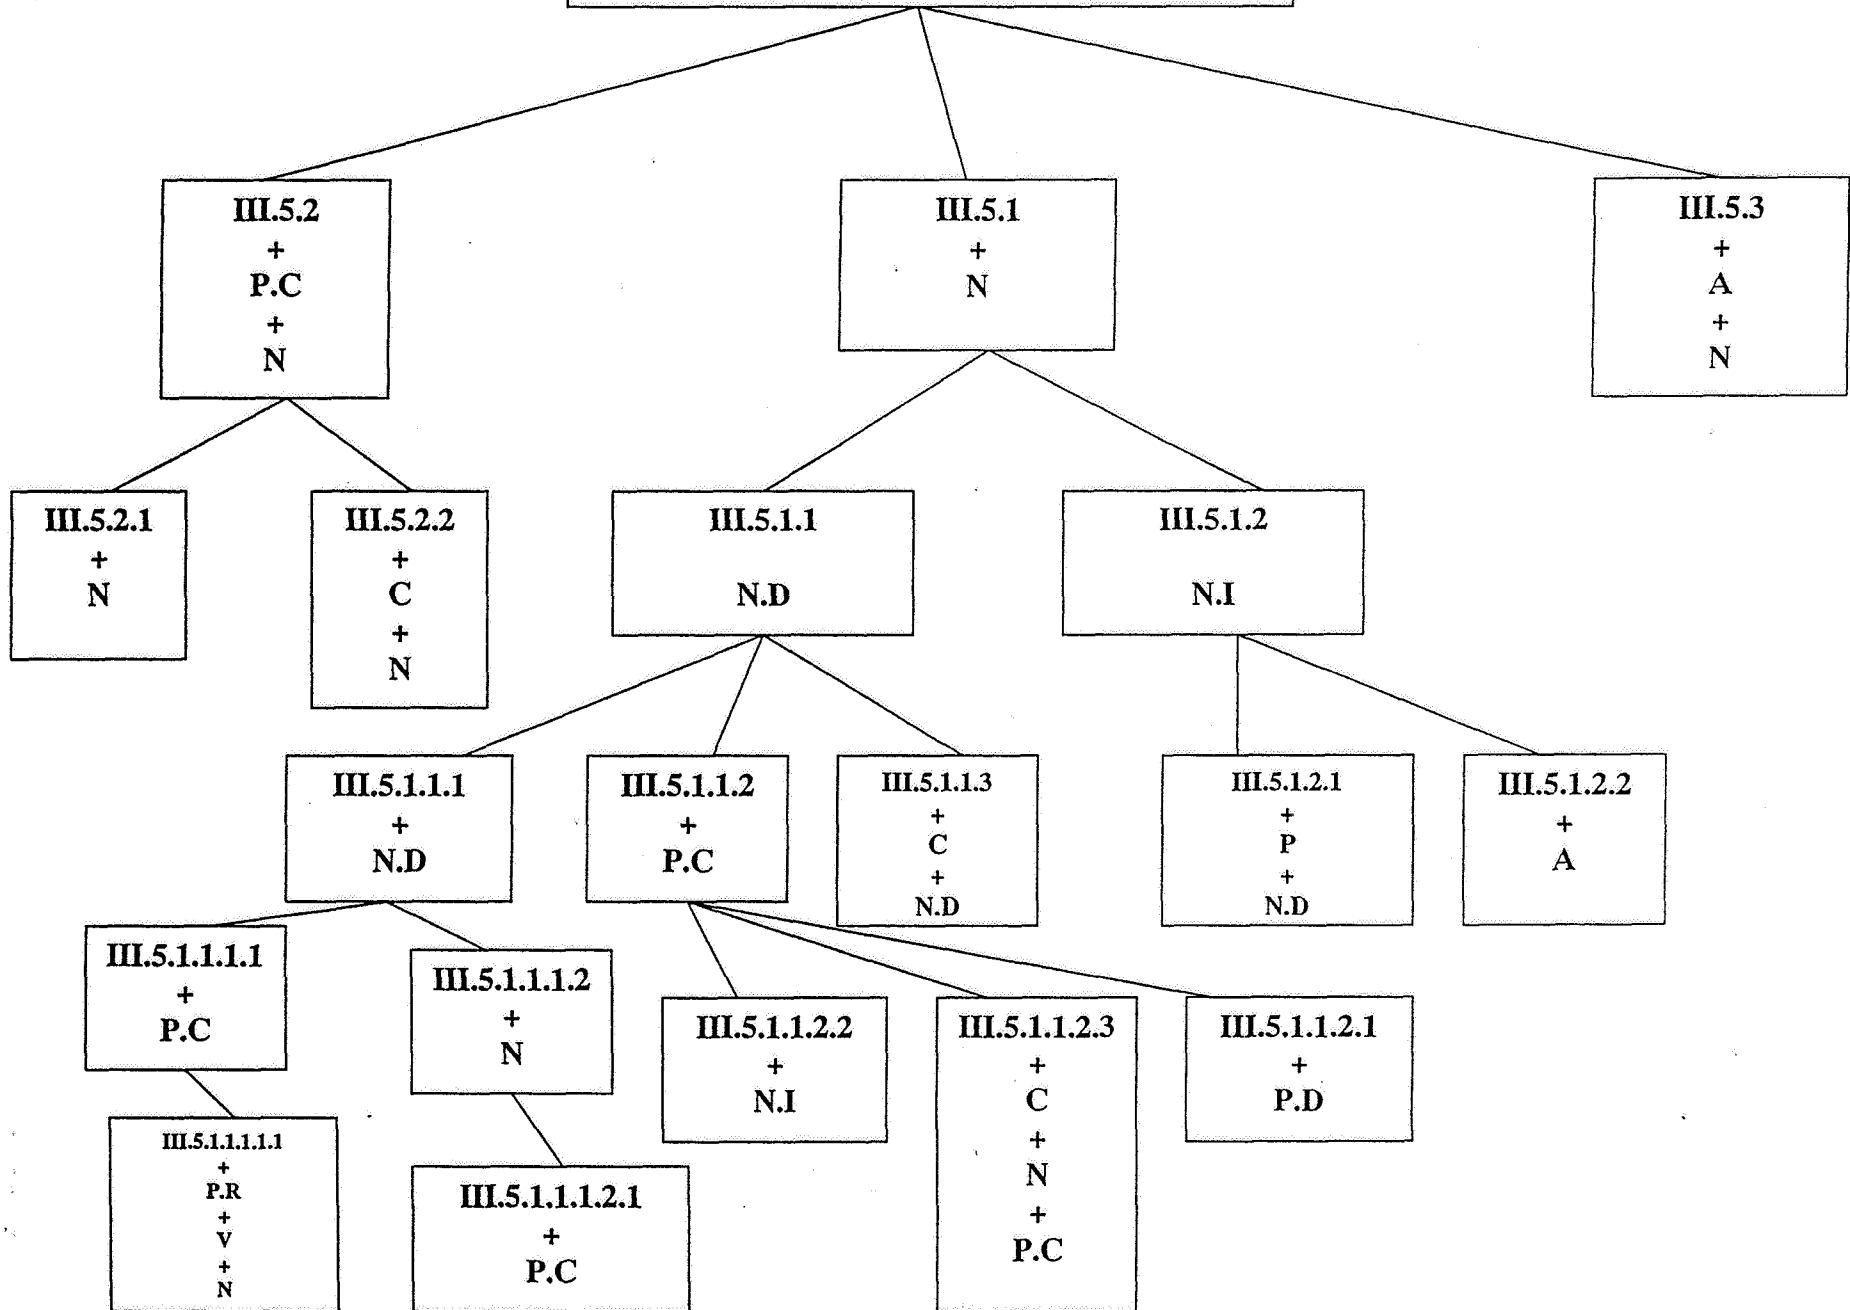 III.5.2
+
P.C
+
N
III.5.1
+
N
III.5.3
+
A
+
N
III.5.2.1
+
N
III.5.2.2
+
C
+
N
III.5.1.1
N.D
III.5.1.2
N.I
III.5.1.1.1
+
N.D
III.5.1.1.2
+
P.C
III.5.1.1.3
+
C
+
N.D
III.5.1.2.1
+
P
+
N.D
III.5.1.2.2
+
A
III.5.1.1.1.1
+
P.C
III.5.1.1.1.2
+
N
III.5.1.1.2.2
+
N.I
III.5.1.1.2.3
+
C
+
N
+
P.C
III.5.1.1.2.1
+
P.D
III.5.1.1.1.1.1
+
P.R
+
V
+
N
III.5.1.1.1.2.1
+
P.C